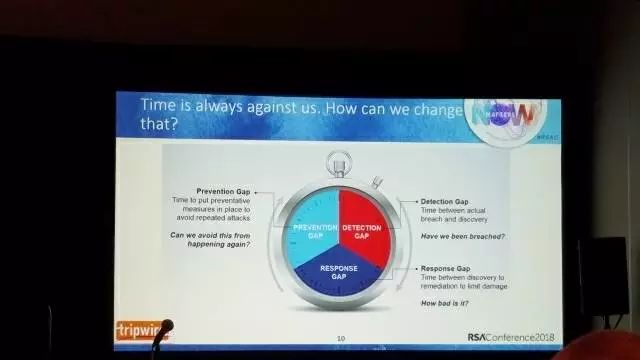 Time is always against us. How can we change
that?
MATTERS
#RSAC
Prevention Gap
Time to put preventative
measures in place to
avoid repeated attacks
Can we avoid this from
happening again?
PREVENTION
GAP
DETECTION
GAP
RESPONSE
GAP
Detection Gap
Time between actual
breach and discovery
Have we been breached?
Response Gap
Time between discovery to
remediation to limit damage
How bad is it?
10
RSAConference2018